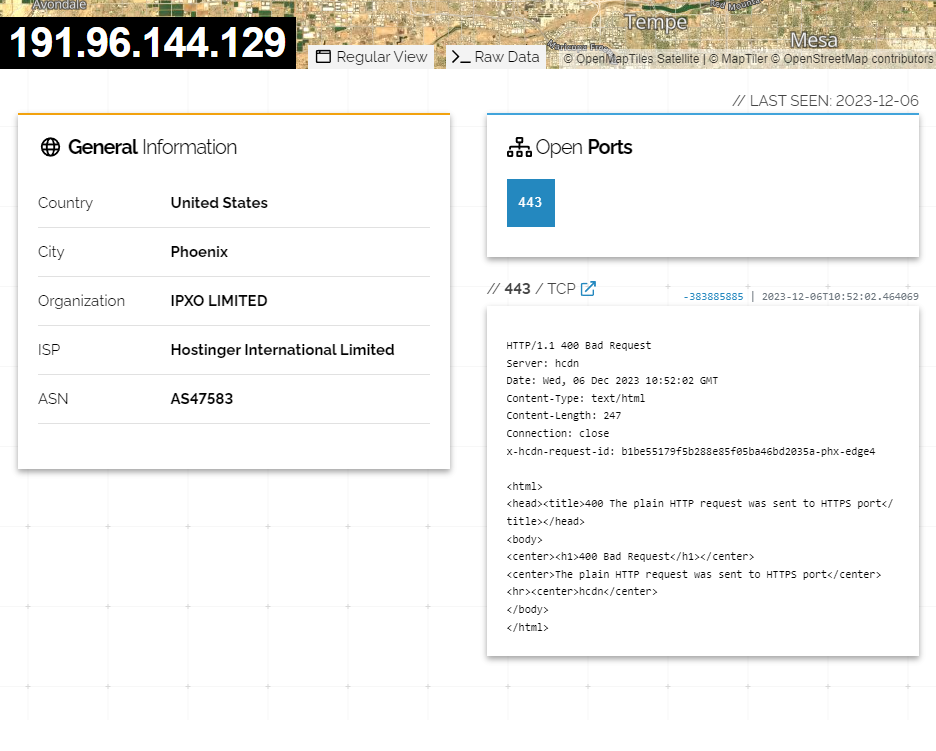 Avondale
Red Mounta
Tempe
Mesa
191.96.144.129
Regular View
Raw Data
© OpenMapTiles Satellite | © MapTiler © OpenStreetMap contributors
// LAST SEEN: 2023-12-06
General Information
Country United States
City Phoenix
Organization IPXO LIMITED
ISP Hostinger International Limited
ASN AS47583
Open Ports
443
// 443 / TCP
-383885885 | 2023-12-06T10:52:02.464069
HTTP/1.1 400 Bad Request
Server: hcdn
Date: Wed, 06 Dec 2023 10:52:02 GMT
Content-Type: text/html
Content-Length: 247
Connection: close
x-hcdn-request-id: b1be55179f5b288e85f05ba46bd2035a-phx-edge4
<html>
<head><title>400 The plain HTTP request was sent to HTTPS port</
title></head>
<body>
<center><h1>400 Bad Request</h1></center>
<center>The plain HTTP request was sent to HTTPS port</center>
<hr><center>hcdn</center>
</body>
</html>